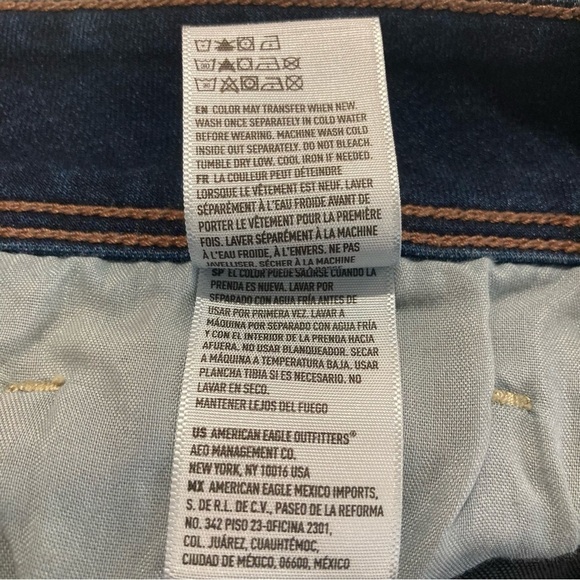 EN COLOR MAY TRANSFER WHEN NEW.
WASH ONCE SEPARATELY IN COLD WATER
BEFORE WEARING. MACHINE WASH COLD
INSIDE OUT SEPARATELY. DO NOT BLEACH.
TUMBLE DRY LOW. COOL IRON IF NEEDED.
FR LA COULEUR PEUT DÉTEINDRE
LORSQUE LE VÊTEMENT EST NEUF. LAVER
SÉPARÉMENT À L'EAU FROIDE AVANT DE
PORTER LE VÊTEMENT POUR LA PREMIÈRE
FOIS. LAVER SÉPARÉMENT À LA MACHINE
À L'EAU FROIDE, À L'ENVERS. NE PAS
JAVELLISER. SÉCHER À LA MACHINE
SP EL COLOR PUEDE SALIRSE CUANDO LA
PRENDA ES NUEVA. LAVAR POR
SEPARADO CON AGUA FRÍA ANTES DE
USAR POR PRIMERA VEZ. LAVAR A
MÁQUINA POR SEPARADO CON AGUA FRÍA
Y CON EL INTERIOR DE LA PRENDA HACIA
AFUERA. NO USAR BLANQUEADOR. SECAR
A MÁQUINA A TEMPERATURA BAJA. USAR
PLANCHA TIBIA SI ES NECESARIO. NO
LAVAR EN SECO.
MANTENER LEJOS DEL FUEGO
US AMERICAN EAGLE OUTFITTERS®
AEO MANAGEMENT CO.
NEW YORK, NY 10016 USA
MX AMERICAN EAGLE MEXICO IMPORTS,
S. DE R.L. DE C.V., PASEO DE LA REFORMA
NO. 342 PISO 23-OFICINA 2301,
COL. JUÁREZ, CUAUHTÉMOC,
CIUDAD DE MÉXICO, 06600, MÉXICO